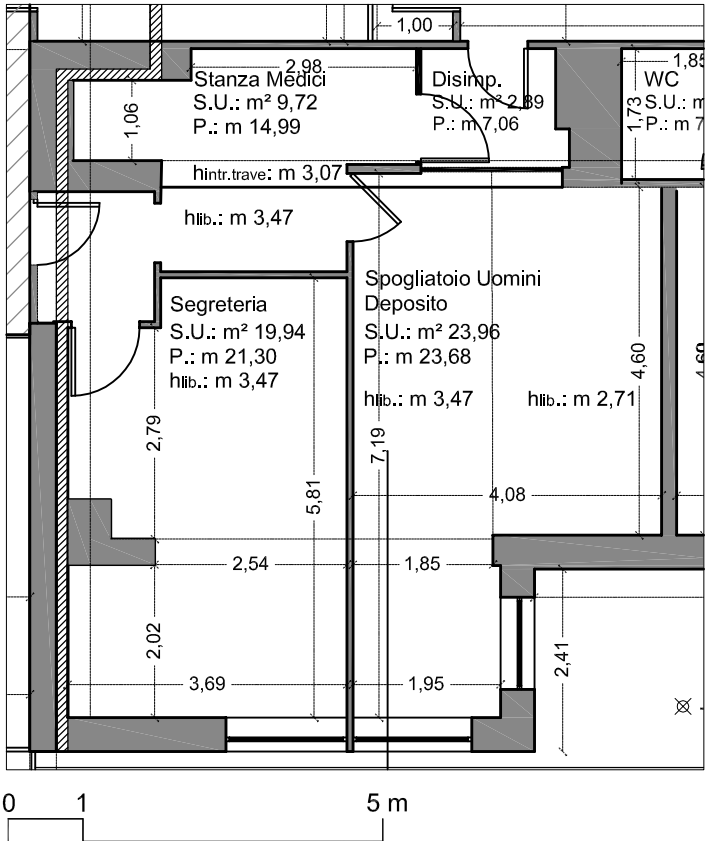 1,00
2,98
1,85
Stanza Medici
S.U.: m² 9,72
P.: m 14,99
Disimp.
S.U.: m² 2,89
P.: m 7,06
WC
S.U.: m
P.: m 7
1,73
1,06
hintr.trave: m 3,07
hlib.: m 3,47
Segreteria
S.U.: m² 19,94
P.: m 21,30
hlib.: m 3,47
Spogliatoio Uomini
Deposito
S.U.: m² 23,96
P.: m 23,68
hlib.: m 3,47
hlib.: m 2,71
4,60
4,60
2,79
7,19
5,81
4,08
2,54
1,85
2,02
2,41
3,69
1,95
0 1 5 m